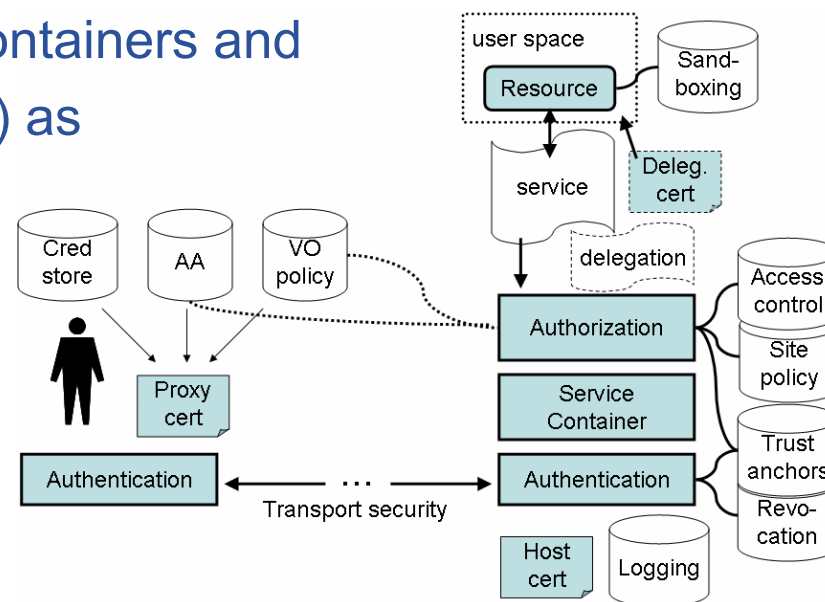 ontainers and
) as
user space
Resource
Sand-
boxing
service
Deleg.
cert
delegation
Cred
store
AA
VO
policy
Access
control
Authorization
Site
policy
Proxy
cert
Service
Container
Trust
anchors
Authentication
...
Authentication
Transport security
Revo-
cation
Host
cert
Logging